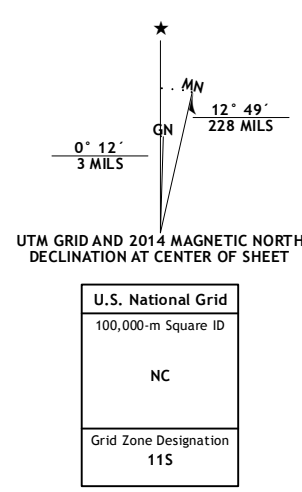 MN
GN
12° 49´
228 MILS
0° 12´
3 MILS
UTM GRID AND 2014 MAGNETIC NORTH
DECLINATION AT CENTER OF SHEET
U.S. National Grid
100,000-m Square ID
NC
Grid Zone Designation
11S